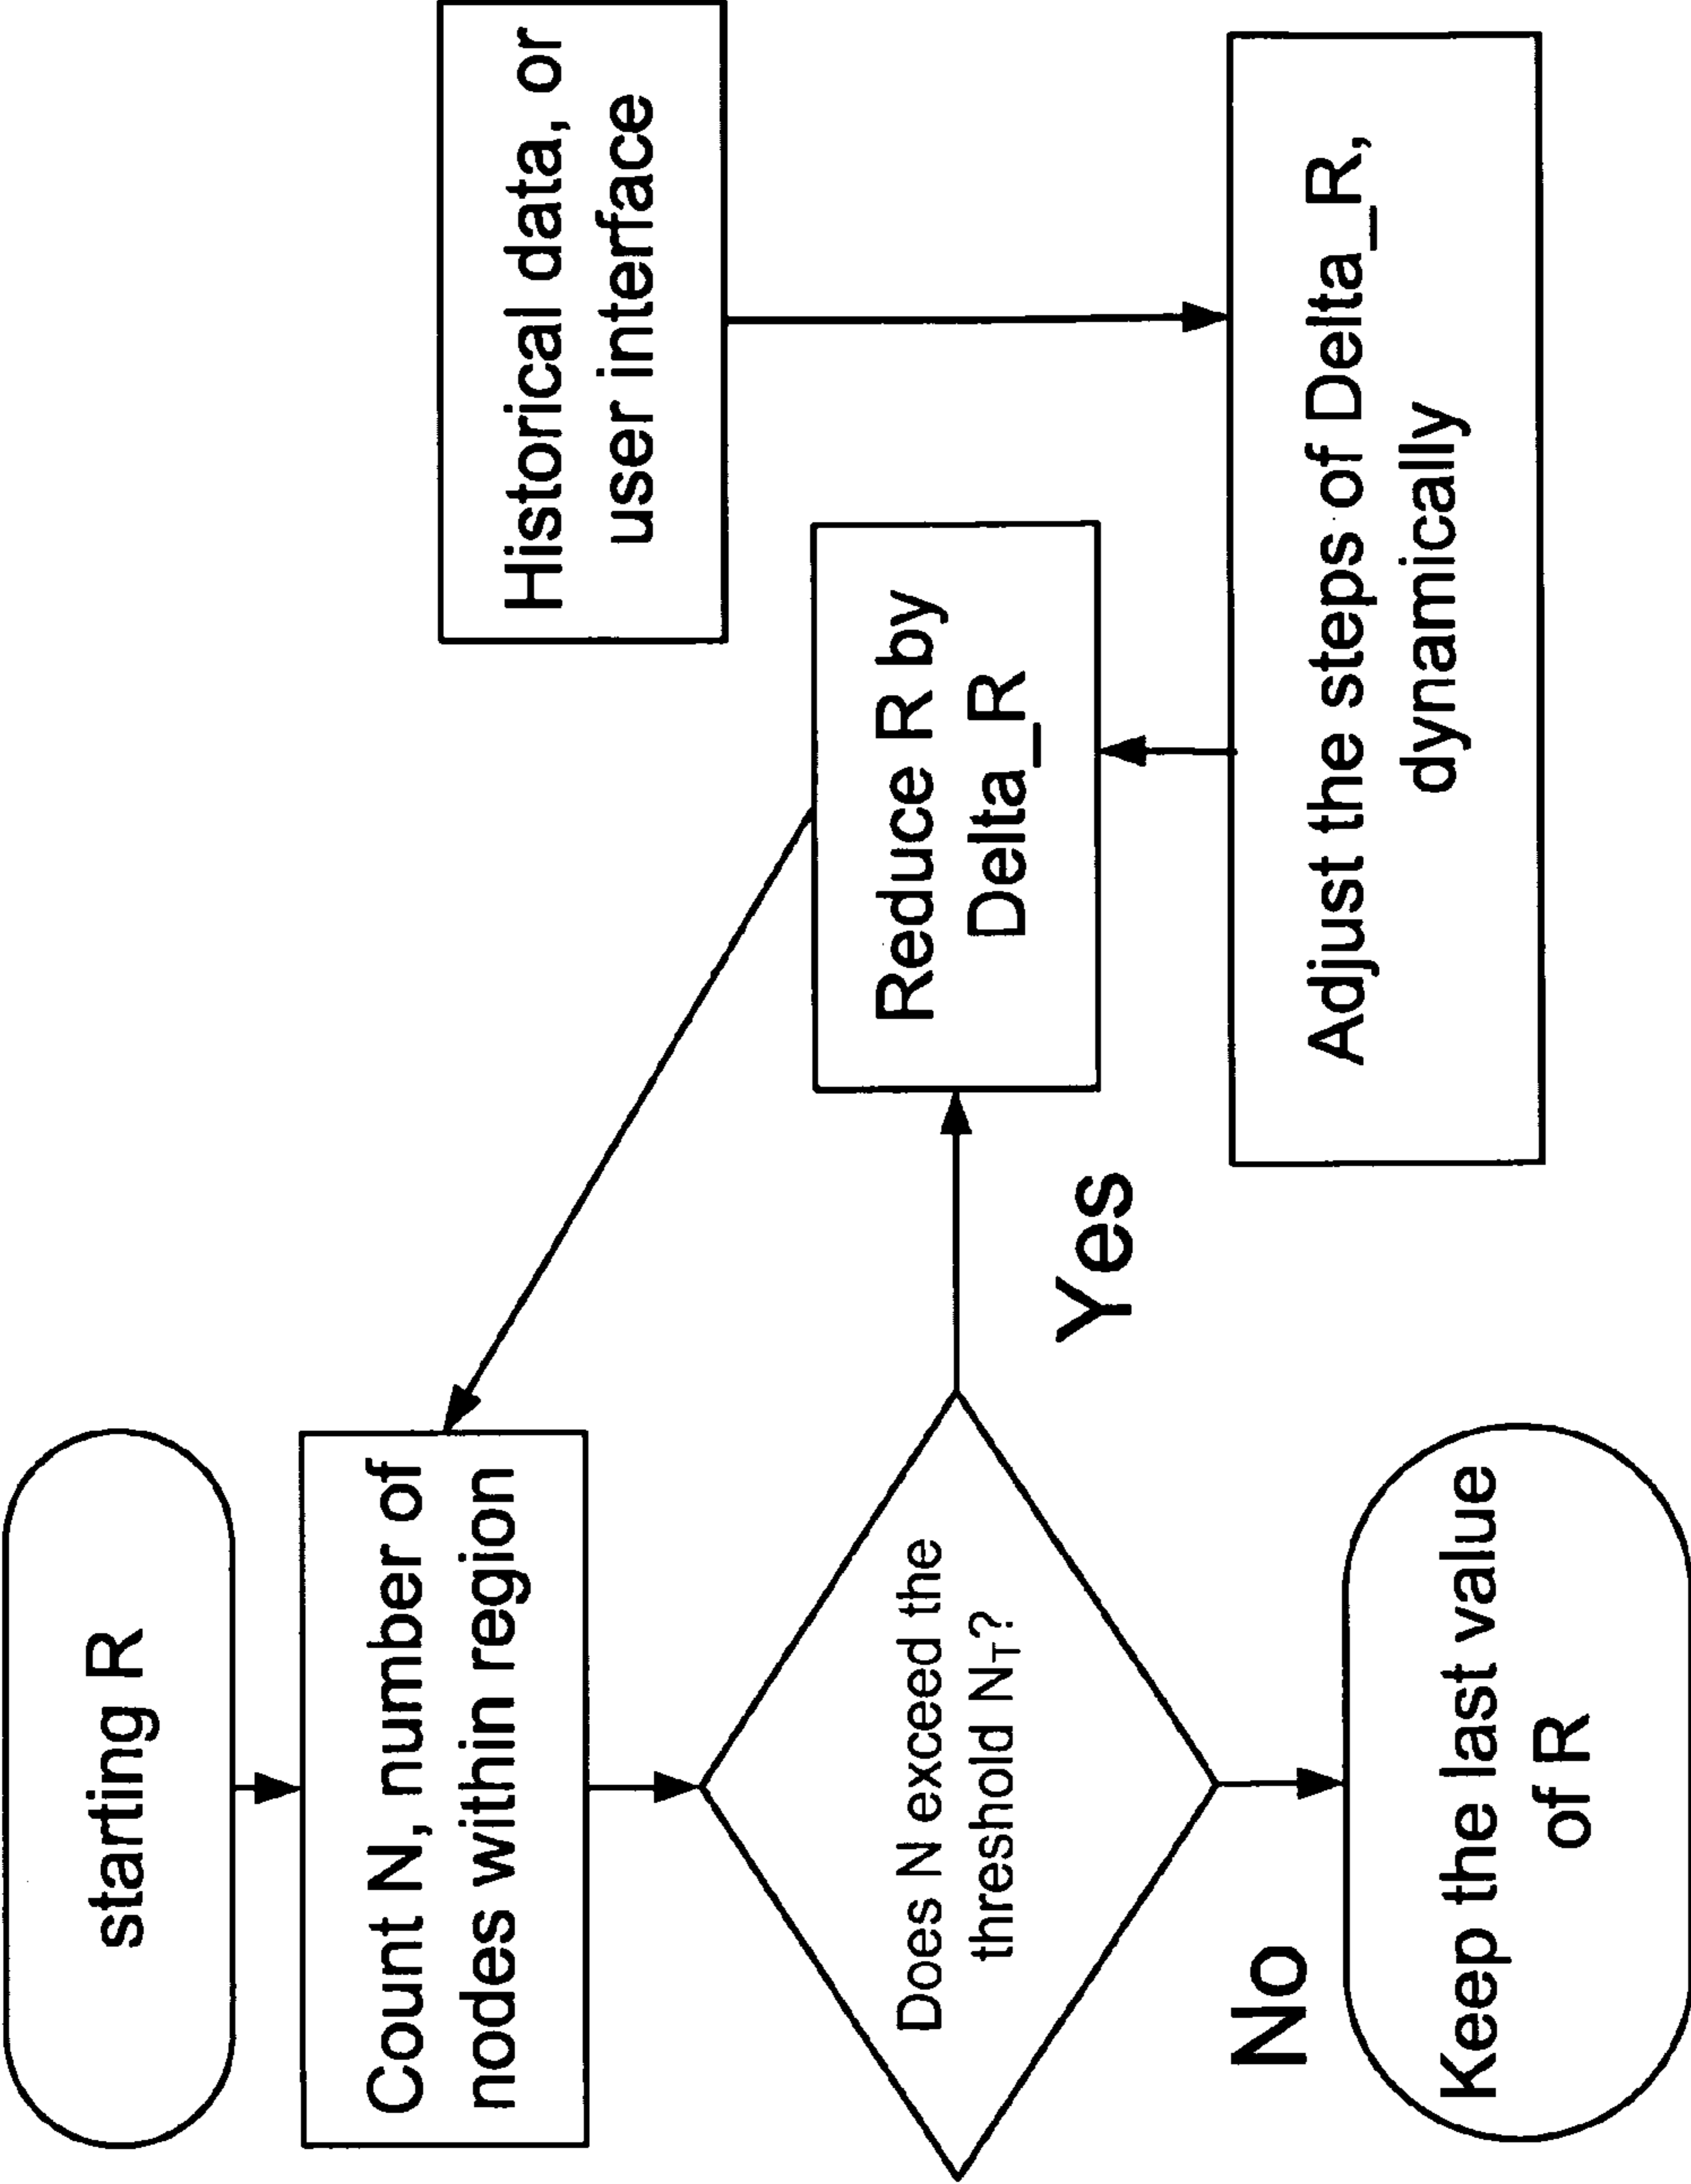 starting R
Count N, number of
nodes within region
Does N exceed the
threshold N_T?
Yes
No
Keep the last value
of R
Reduce R by
Delta_R
Historical data, or
user interface
Adjust the steps of Delta_R,
dynamically